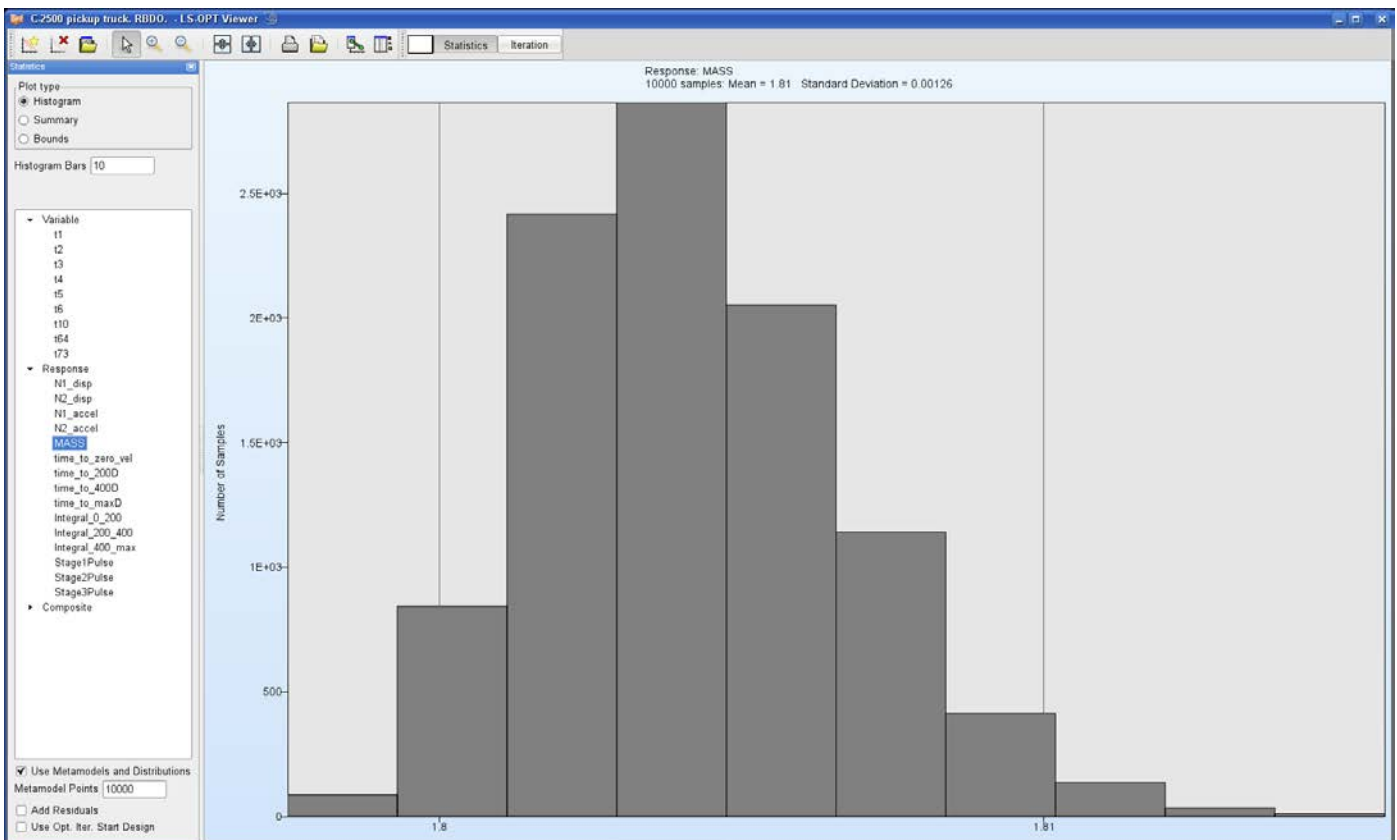 C2500 pickup truck. RBDO. - LS-OPT Viewer
Statistics Iteration
Statistics
Plot type
Histogram
Summary
Bounds
Histogram Bars 10
Variable
t1
t2
t3
t4
t5
t6
t10
t64
t73
Response
N1_disp
N2_disp
N1_accel
N2_accel
MASS
time_to_zero_vel
time_to_200D
time_to_400D
time_to_maxD
Integral_0_200
Integral_200_400
Integral_400_max
Stage1Pulse
Stage2Pulse
Stage3Pulse
Composite
Use Metamodels and Distributions
Metamodel Points 10000
Add Residuals
Use Opt. Iter. Start Design
Response: MASS
10000 samples: Mean = 1.81 Standard Deviation = 0.00126
Number of Samples
2.5E+03
2E+03
1.5E+03
1E+03
500
0
1.8
1.81